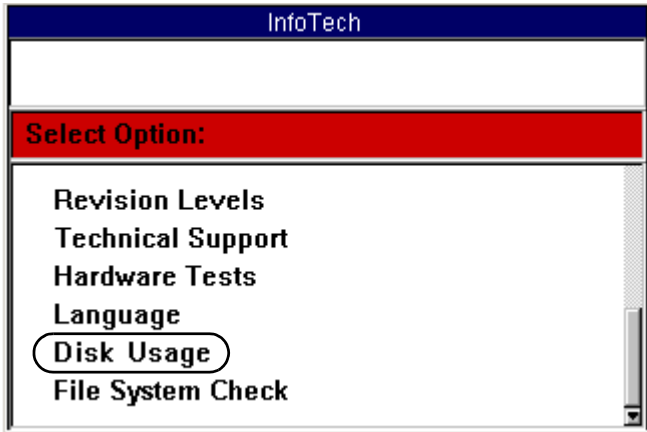 InfoTech
Select Option:
Revision Levels
Technical Support
Hardware Tests
Language
Disk Usage
File System Check